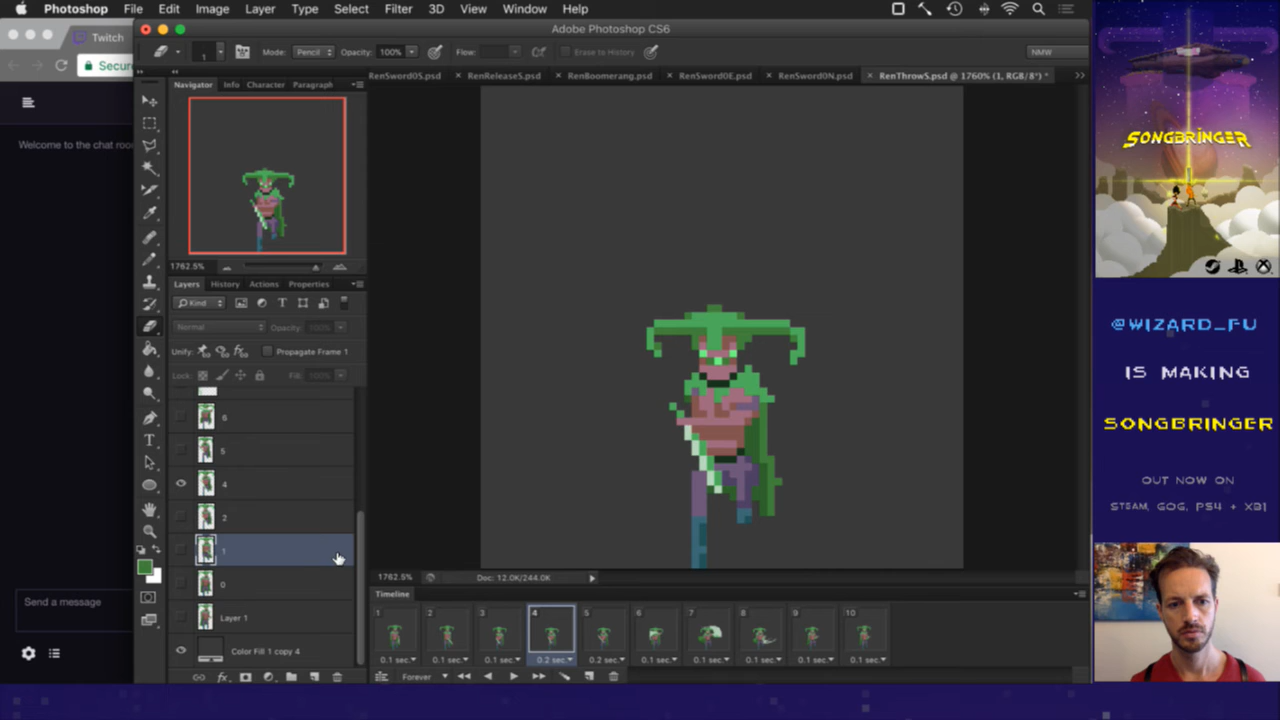 Photoshop File Edit Image Layer Type Select Filter 3D View Window Help
Twitch
Adobe Photoshop CS6
Secure
1 Mode: Pencil Opacity: 100% Flow: Erase to History NMW
RenSword0S.psd × RenReleaseS.psd × RenBoomerang.psd × RenSword0E.psd × RenSword0N.psd × RenThrowS.psd @ 1760% (1, RGB/8*) *
Navigator Info Character Paragraph
Welcome to the chat roo
SONGBRINGER
1762.5%
Layers History Actions Properties
Kind
Normal Opacity: 100%
Unify: Propagate Frame 1
Lock: Fill: 100%
6
5
4
2
1
0
Layer 1
Color Fill 1 copy 4
Send a message
1762.5% Doc: 12.0K/244.0K
Timeline
1 2 3 4 5 6 7 8 9 10
0.1 sec. 0.1 sec. 0.1 sec. 0.2 sec. 0.2 sec. 0.1 sec. 0.1 sec. 0.1 sec. 0.1 sec. 0.1 sec.
Forever
@WIZARD_FU
IS MAKING
SONGBRINGER
OUT NOW ON
STEAM, GOG, PS4 + XB1